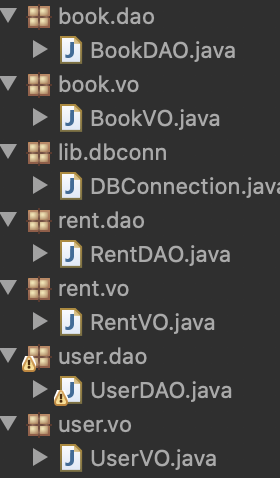 book.dao
BookDAO.java
book.vo
BookVO.java
lib.dbconn
DBConnection.java
rent.dao
RentDAO.java
rent.vo
RentVO.java
user.dao
UserDAO.java
user.vo
UserVO.java